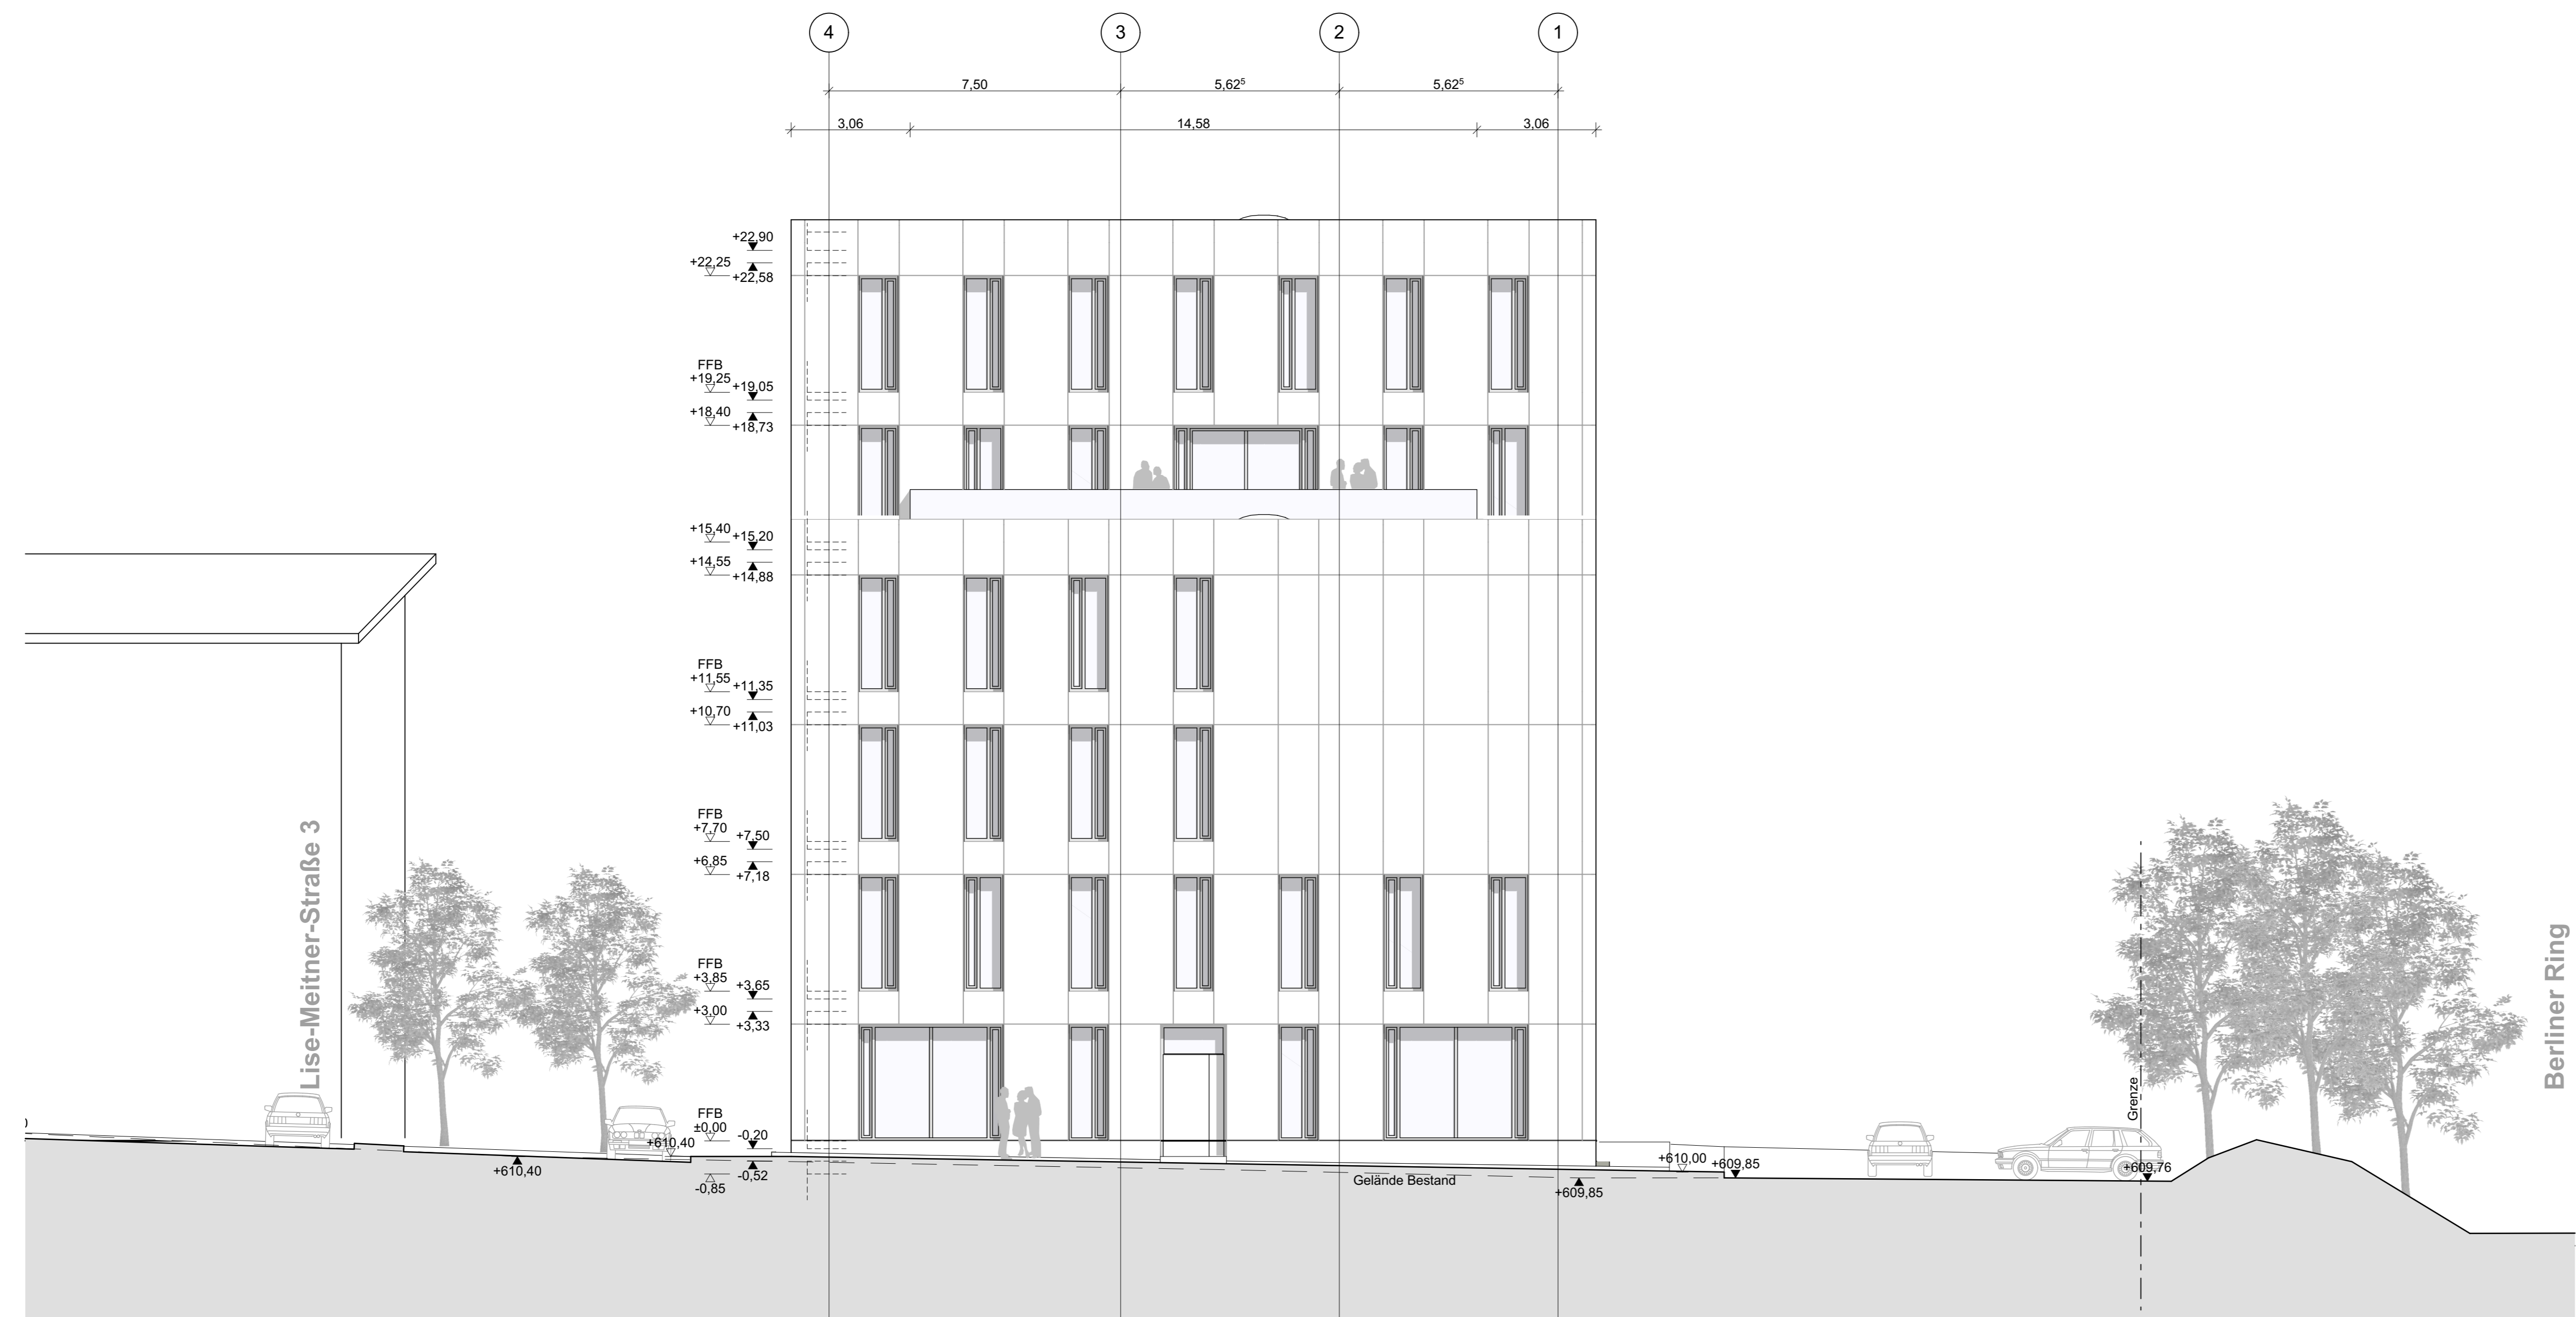 4 3 2 1
7,50 5,62⁵ 5,62⁵
3,06 14,58 3,06
+22,90
+22,25
+22,58
FFB
+19,25 +19,05
+18,40
+18,73
+15,40 +15,20
+14,55
+14,88
FFB
+11,55 +11,35
+10,70
+11,03
FFB
+7,70 +7,50
+6,85
+7,18
FFB
+3,85 +3,65
+3,00
+3,33
FFB
±0,00 -0,20
-0,52
-0,85
Lise-Meitner-Straße 3
+610,40
+610,40
Gelände Bestand
+609,85
+610,00 +609,85
Grenze
+609,76
Berliner Ring